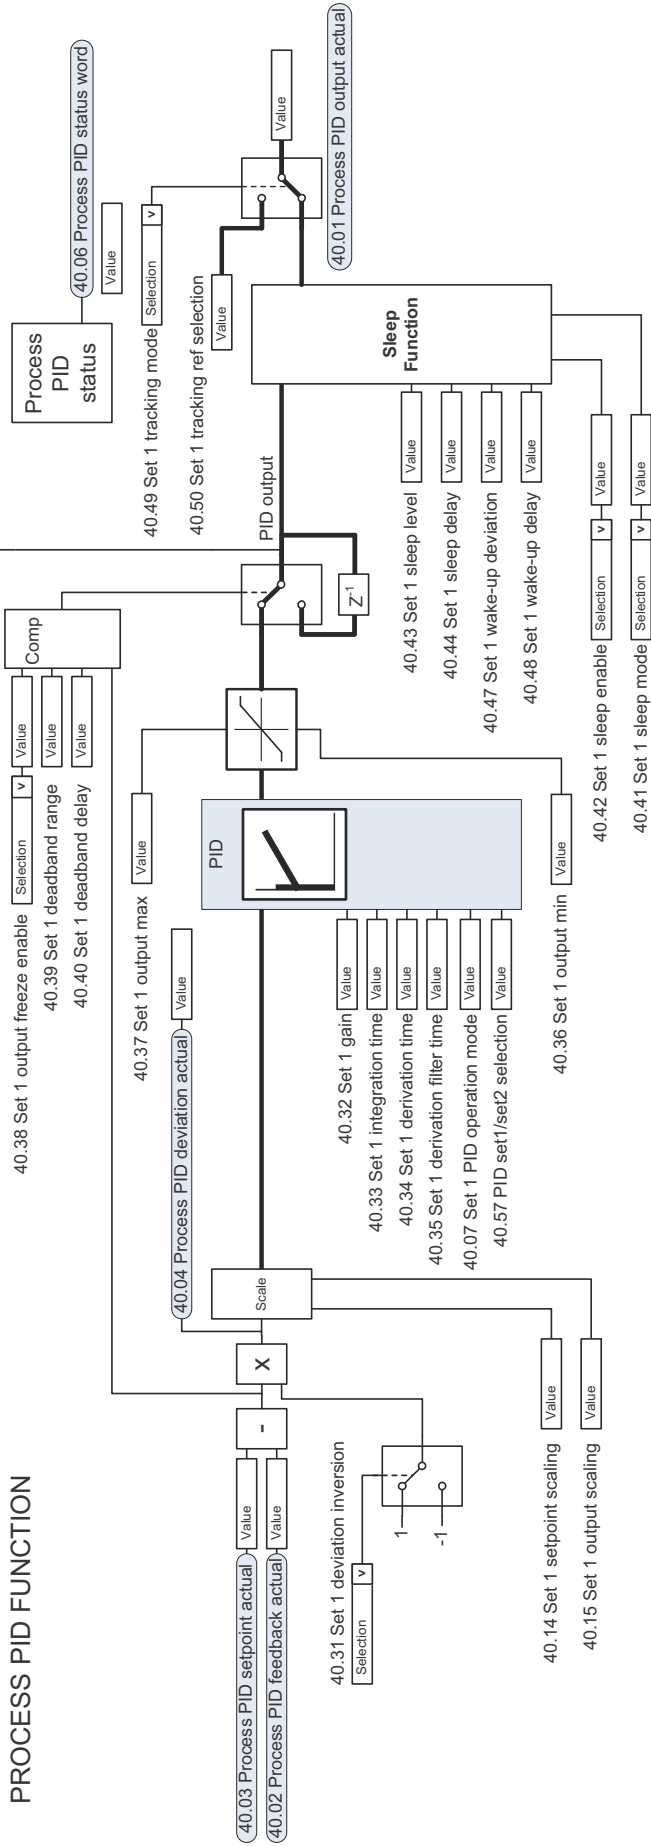 PROCESS PID FUNCTION
40.03 Process PID setpoint actual
Value
40.02 Process PID feedback actual
Value
-
X
40.31 Set 1 deviation inversion
Selection
v
1
-1
40.04 Process PID deviation actual
Value
Scale
40.14 Set 1 setpoint scaling
Value
40.15 Set 1 output scaling
Value
40.38 Set 1 output freeze enable
Selection
v
Value
40.39 Set 1 deadband range
Value
40.40 Set 1 deadband delay
Value
Comp
40.37 Set 1 output max
Value
PID
40.32 Set 1 gain
Value
40.33 Set 1 integration time
Value
40.34 Set 1 derivation time
Value
40.35 Set 1 derivation filter time
Value
40.07 Set 1 PID operation mode
Value
40.57 PID set1/set2 selection
Value
40.36 Set 1 output min
Value
Z-1
PID output
Process
PID
status
40.06 Process PID status word
Value
40.49 Set 1 tracking mode
Selection
v
40.50 Set 1 tracking ref selection
Value
Value
40.01 Process PID output actual
Sleep
Function
40.43 Set 1 sleep level
Value
40.44 Set 1 sleep delay
Value
40.47 Set 1 wake-up deviation
Value
40.48 Set 1 wake-up delay
Value
40.42 Set 1 sleep enable
Selection
v
Value
40.41 Set 1 sleep mode
Selection
v
Value